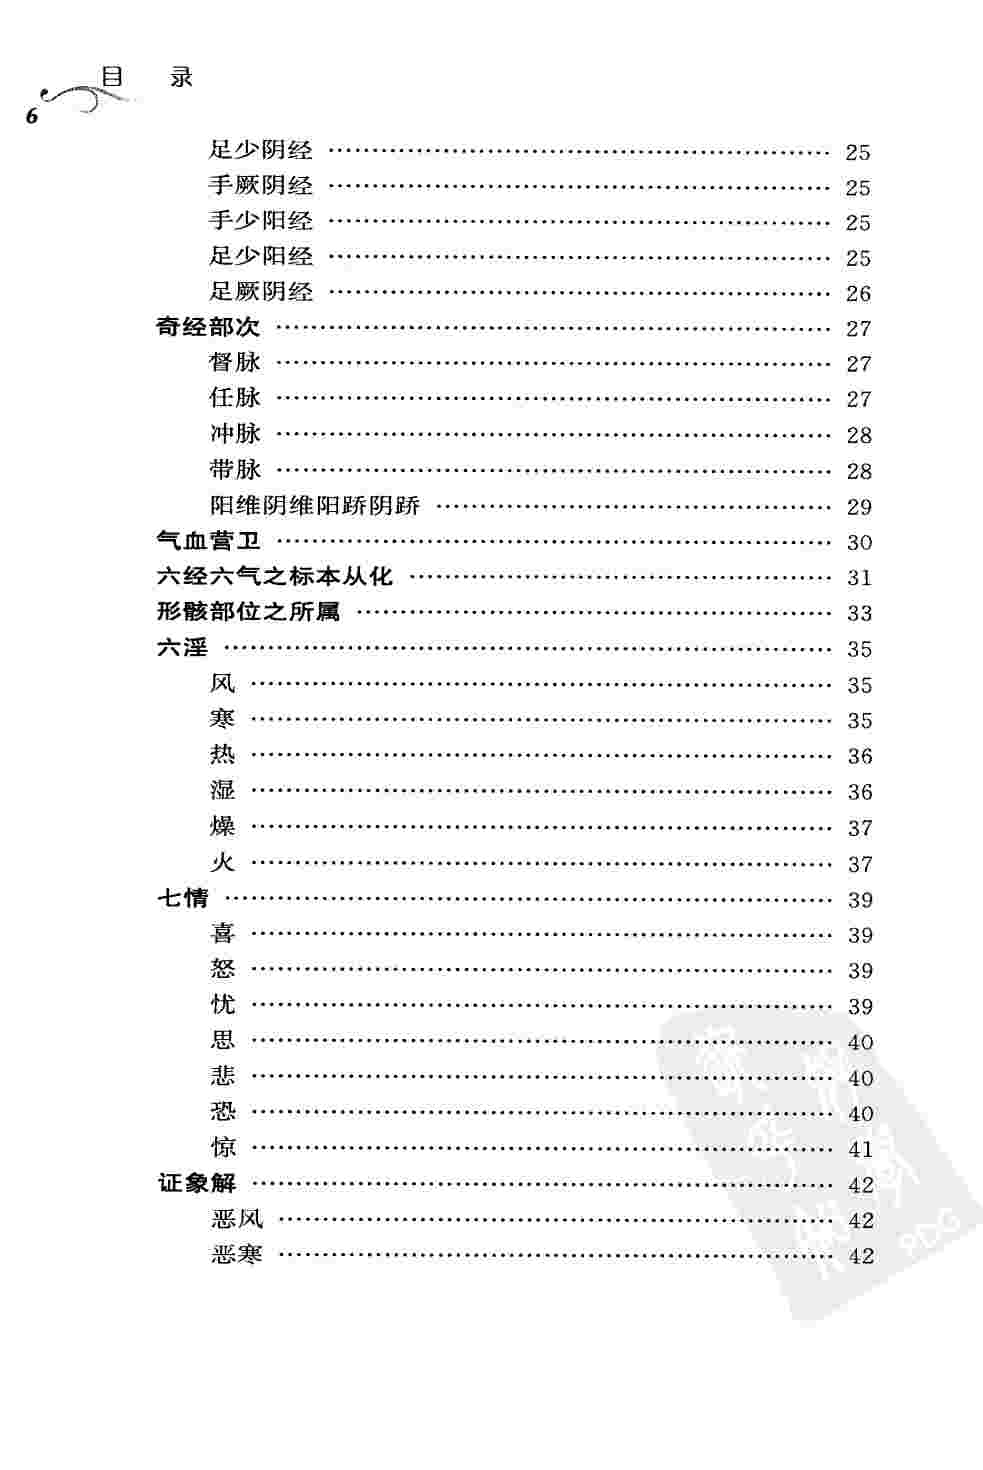 目 录
6
足少阴经 …… 25
手厥阴经 …… 25
手少阳经 …… 25
足少阳经 …… 25
足厥阴经 …… 26
奇经部次 …… 27
督脉 …… 27
任脉 …… 27
冲脉 …… 28
带脉 …… 28
阳维阴维阳跷阴跷 …… 29
气血营卫 …… 30
六经六气之标本从化 …… 31
形骸部位之所属 …… 33
六淫 …… 35
风 …… 35
寒 …… 35
热 …… 36
湿 …… 36
燥 …… 37
火 …… 37
七情 …… 39
喜 …… 39
怒 …… 39
忧 …… 39
思 …… 40
悲 …… 40
恐 …… 40
惊 …… 41
证象解 …… 42
恶风 …… 42
恶寒 …… 42
PDG